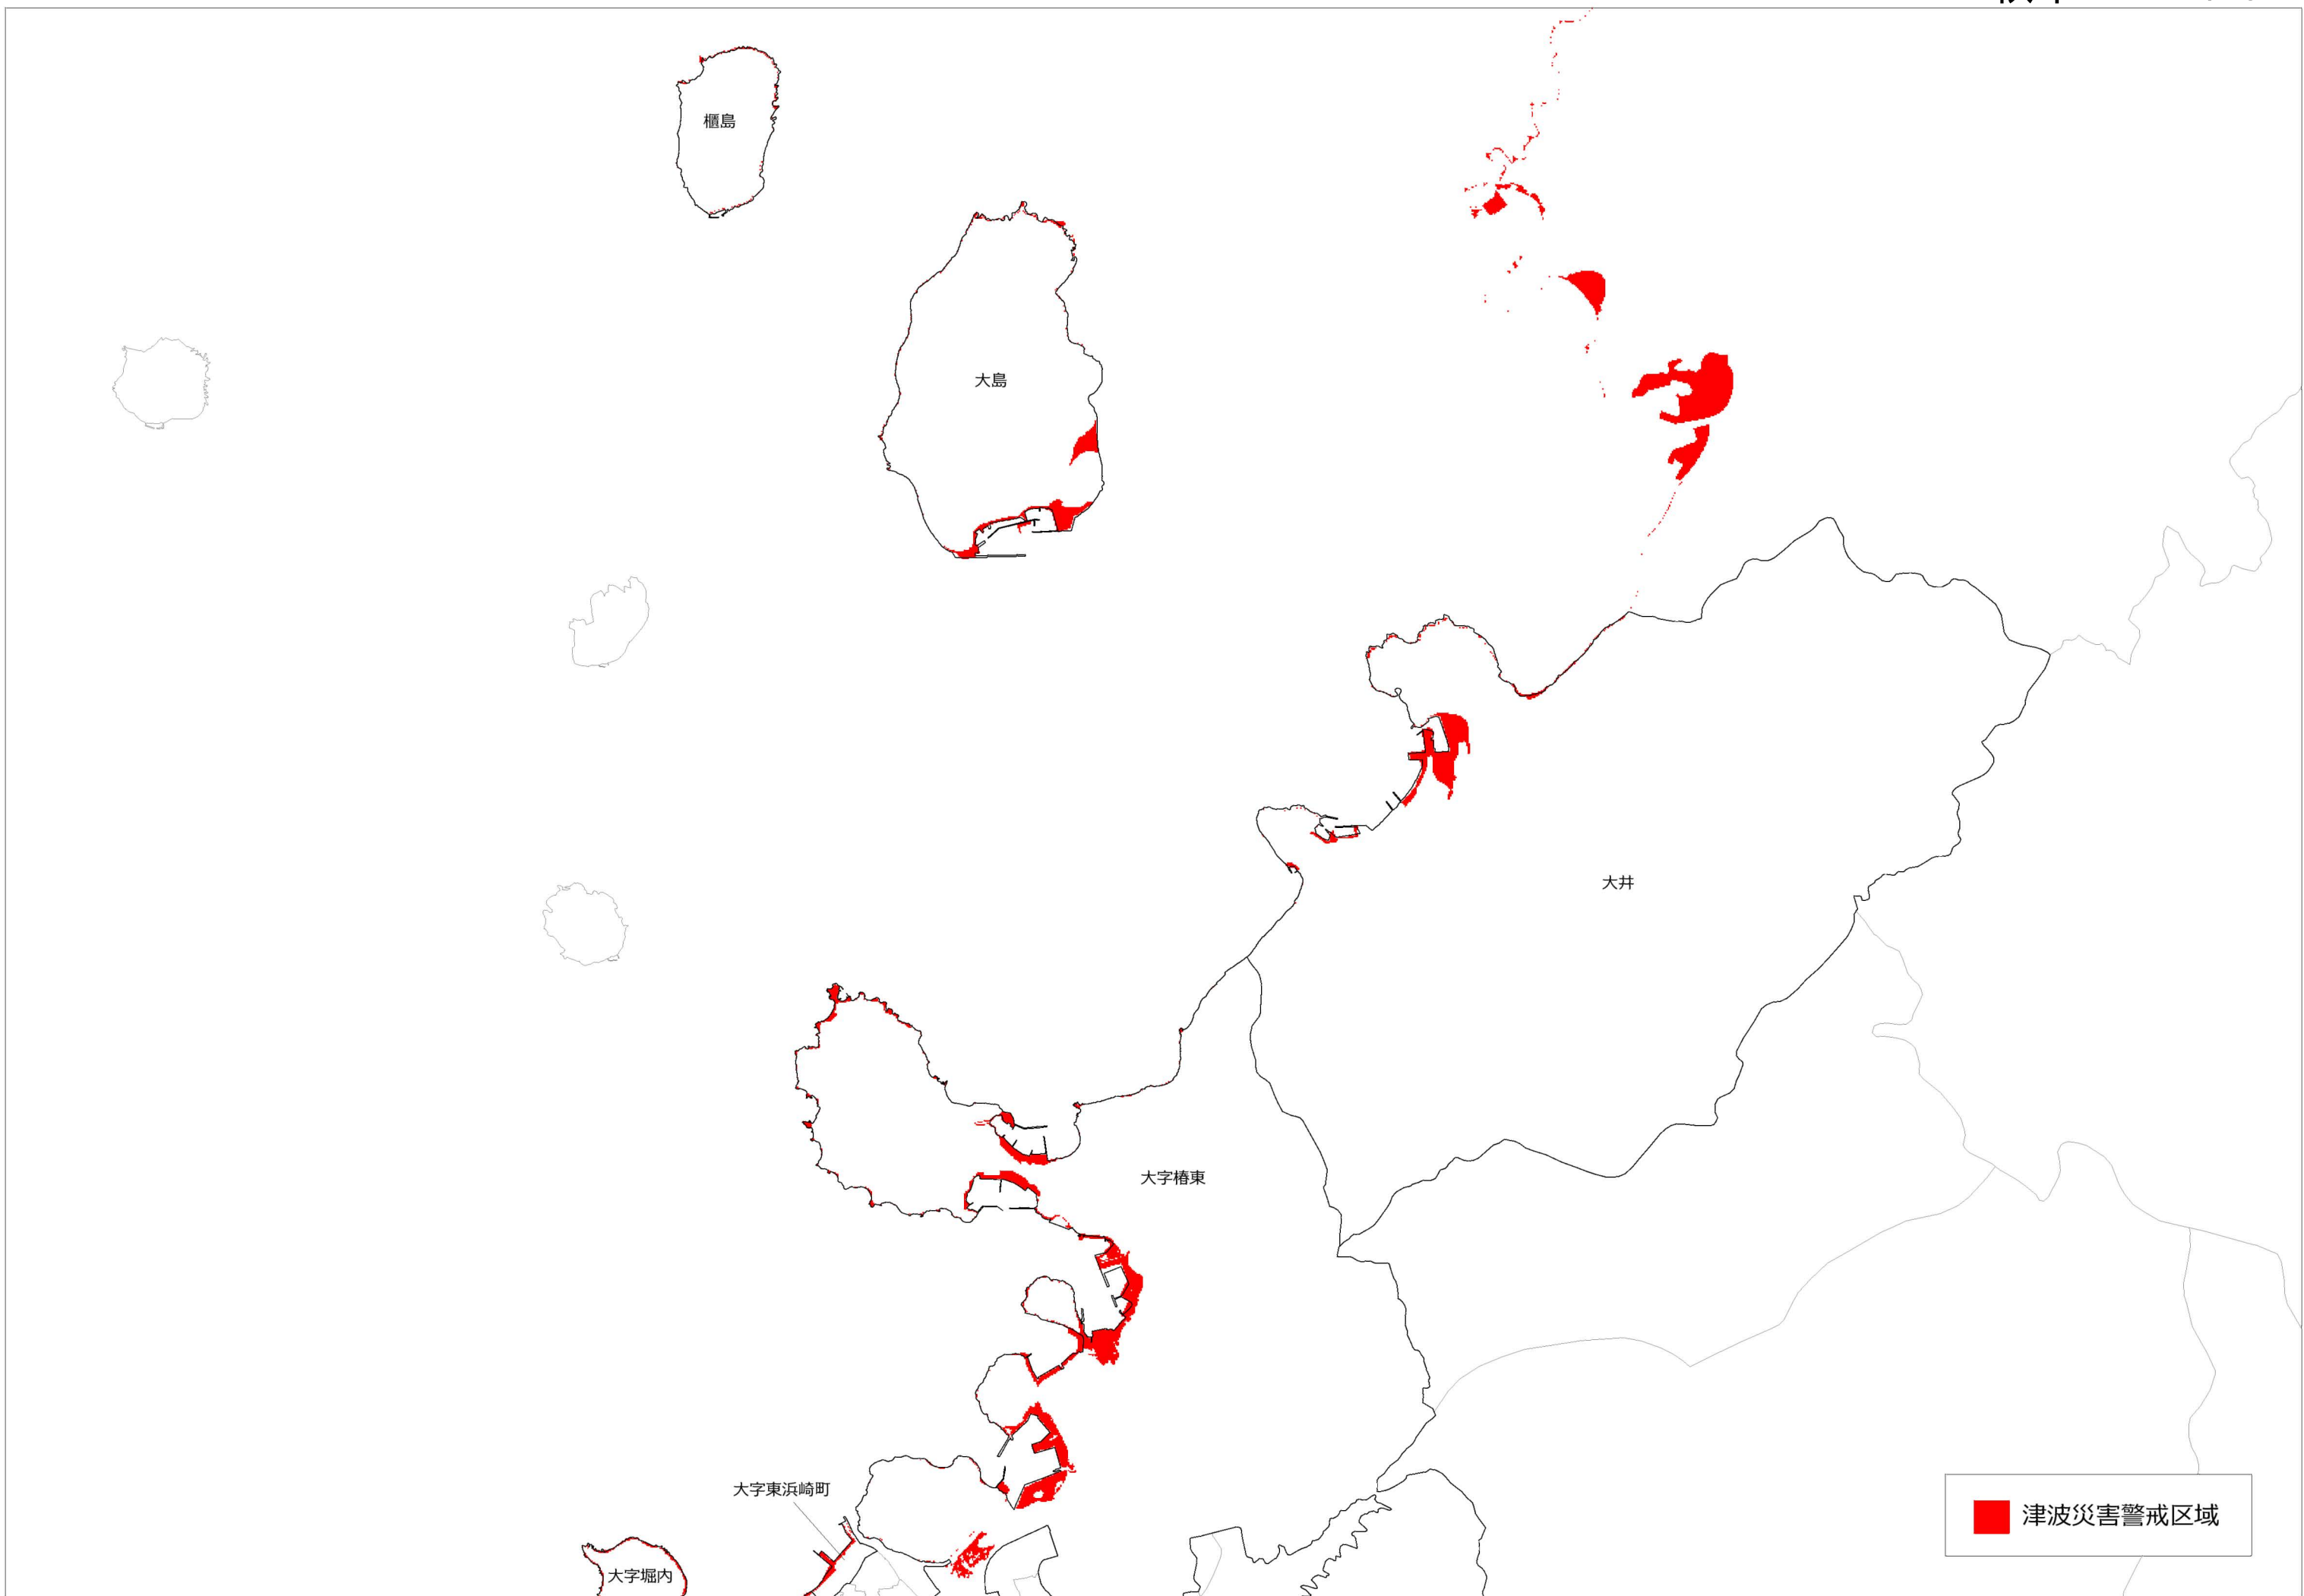 櫃島
大島
大井
大字椿東
大字東浜崎町
大字堀内
津波災害警戒区域